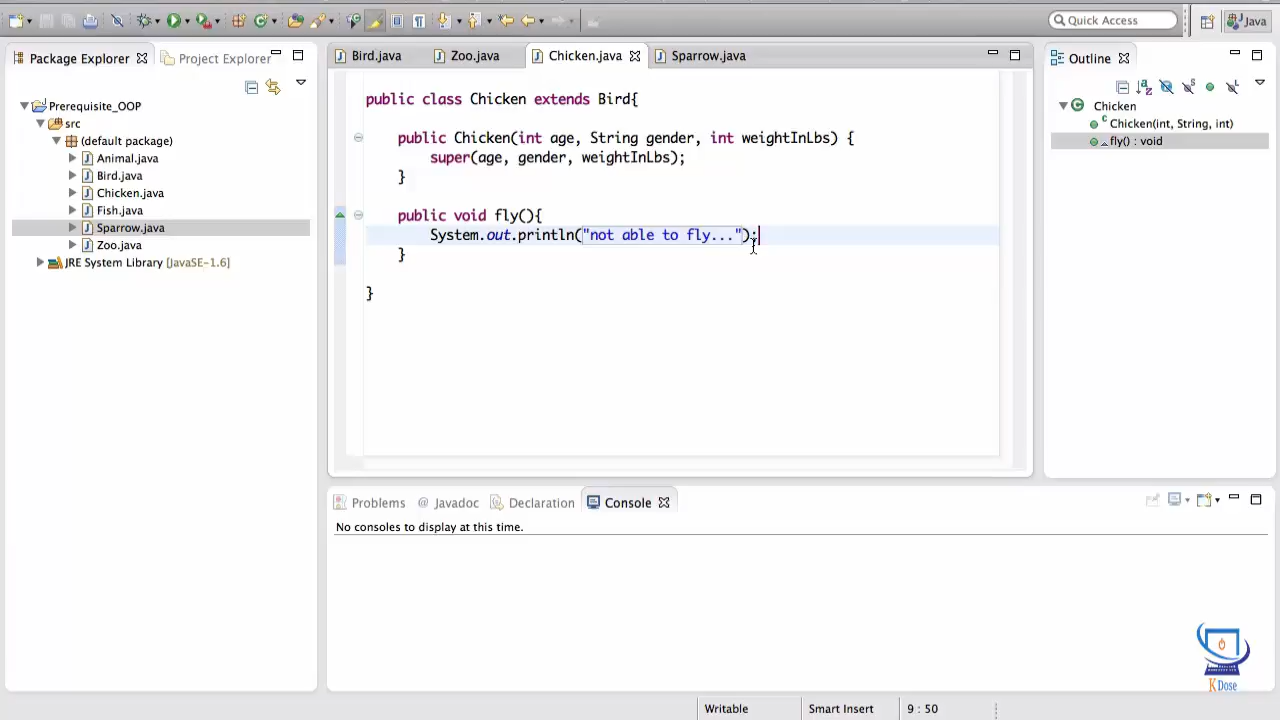 Quick Access
Java
Package Explorer
Project Explorer
Prerequisite_OOP
src
(default package)
Animal.java
Bird.java
Chicken.java
Fish.java
Sparrow.java
Zoo.java
JRE System Library [JavaSE-1.6]
Bird.java
Zoo.java
Chicken.java
Sparrow.java
public class Chicken extends Bird{
public Chicken(int age, String gender, int weightInLbs) {
super(age, gender, weightInLbs);
}
public void fly(){
System.out.println("not able to fly...");
}
}
Outline
Chicken
Chicken(int, String, int)
fly() : void
Problems
@ Javadoc
Declaration
Console
No consoles to display at this time.
K Dose
Writable
Smart Insert
9 : 50